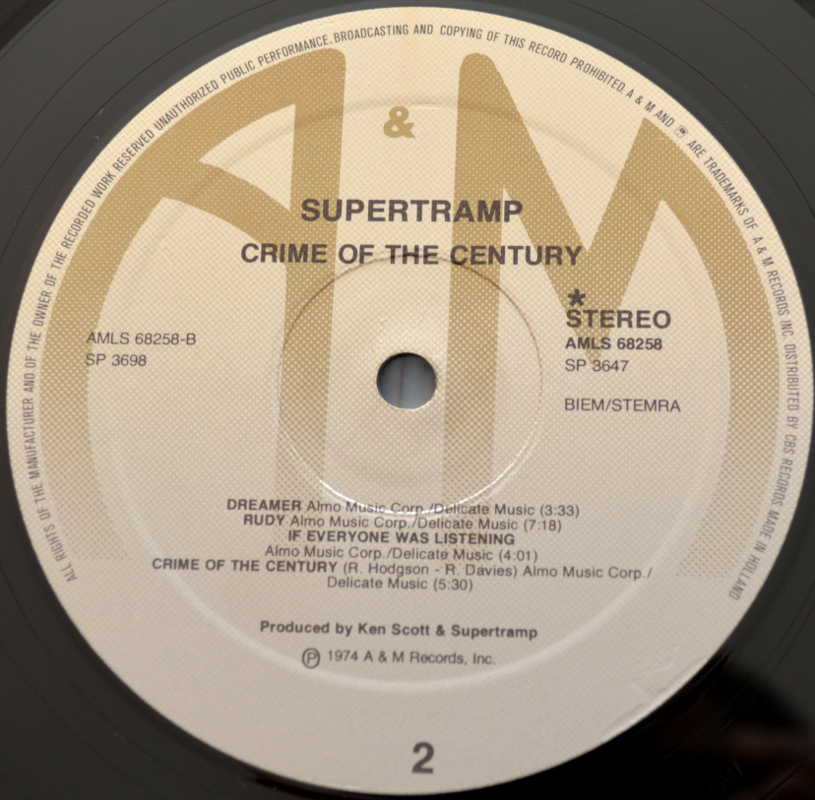 ALL RIGHTS OF THE MANUFACTURER AND OF THE OWNER OF THE RECORDED WORK RESERVED UNAUTHORIZED PUBLIC PERFORMANCE, BROADCASTING AND COPYING OF THIS RECORD PROHIBITED. A & M AND AM ARE TRADEMARKS OF A & M RECORDS INC. DISTRIBUTED BY CBS RECORDS MADE IN HOLLAND
A & M
SUPERTRAMP
CRIME OF THE CENTURY
*
STEREO
AMLS 68258-B
AMLS 68258
SP 3698
SP 3647
BIEM/STEMRA
DREAMER Almo Music Corp./Delicate Music (3:33)
RUDY Almo Music Corp./Delicate Music (7:18)
IF EVERYONE WAS LISTENING
Almo Music Corp./Delicate Music (4:01)
CRIME OF THE CENTURY (R. Hodgson - R. Davies) Almo Music Corp./
Delicate Music (5:30)
Produced by Ken Scott & Supertramp
Ⓟ 1974 A & M Records, Inc.
2